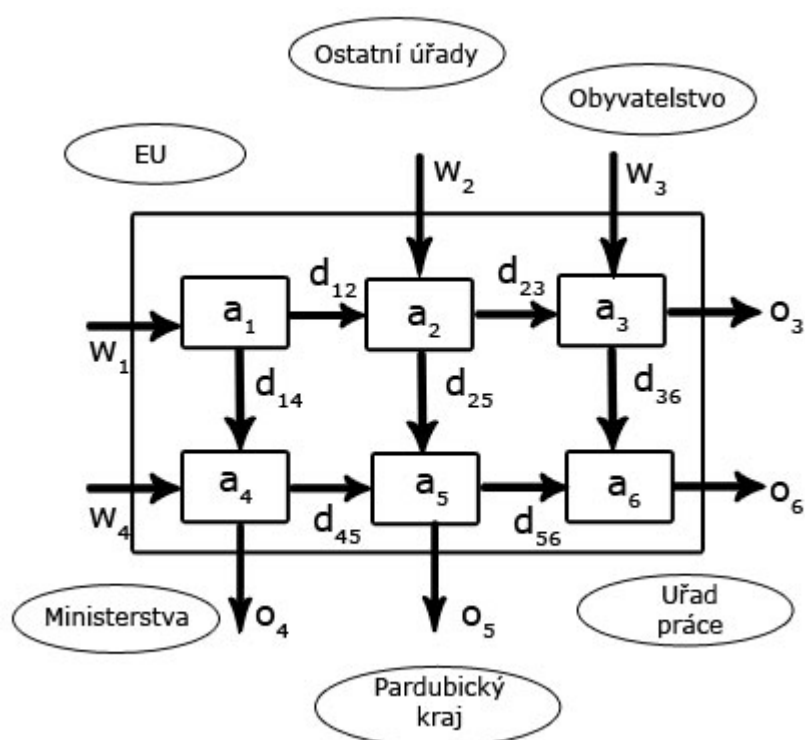 Ostatní úřady
Obyvatelstvo
EU
w₂
w₃
d₁₂
d₂₃
a₁
a₂
a₃
o₃
w₁
d₁₄
d₂₅
d₃₆
a₄
a₅
a₆
o₆
w₄
d₄₅
d₅₆
Ministerstva
o₄
o₅
Uřad
práce
Pardubický
kraj